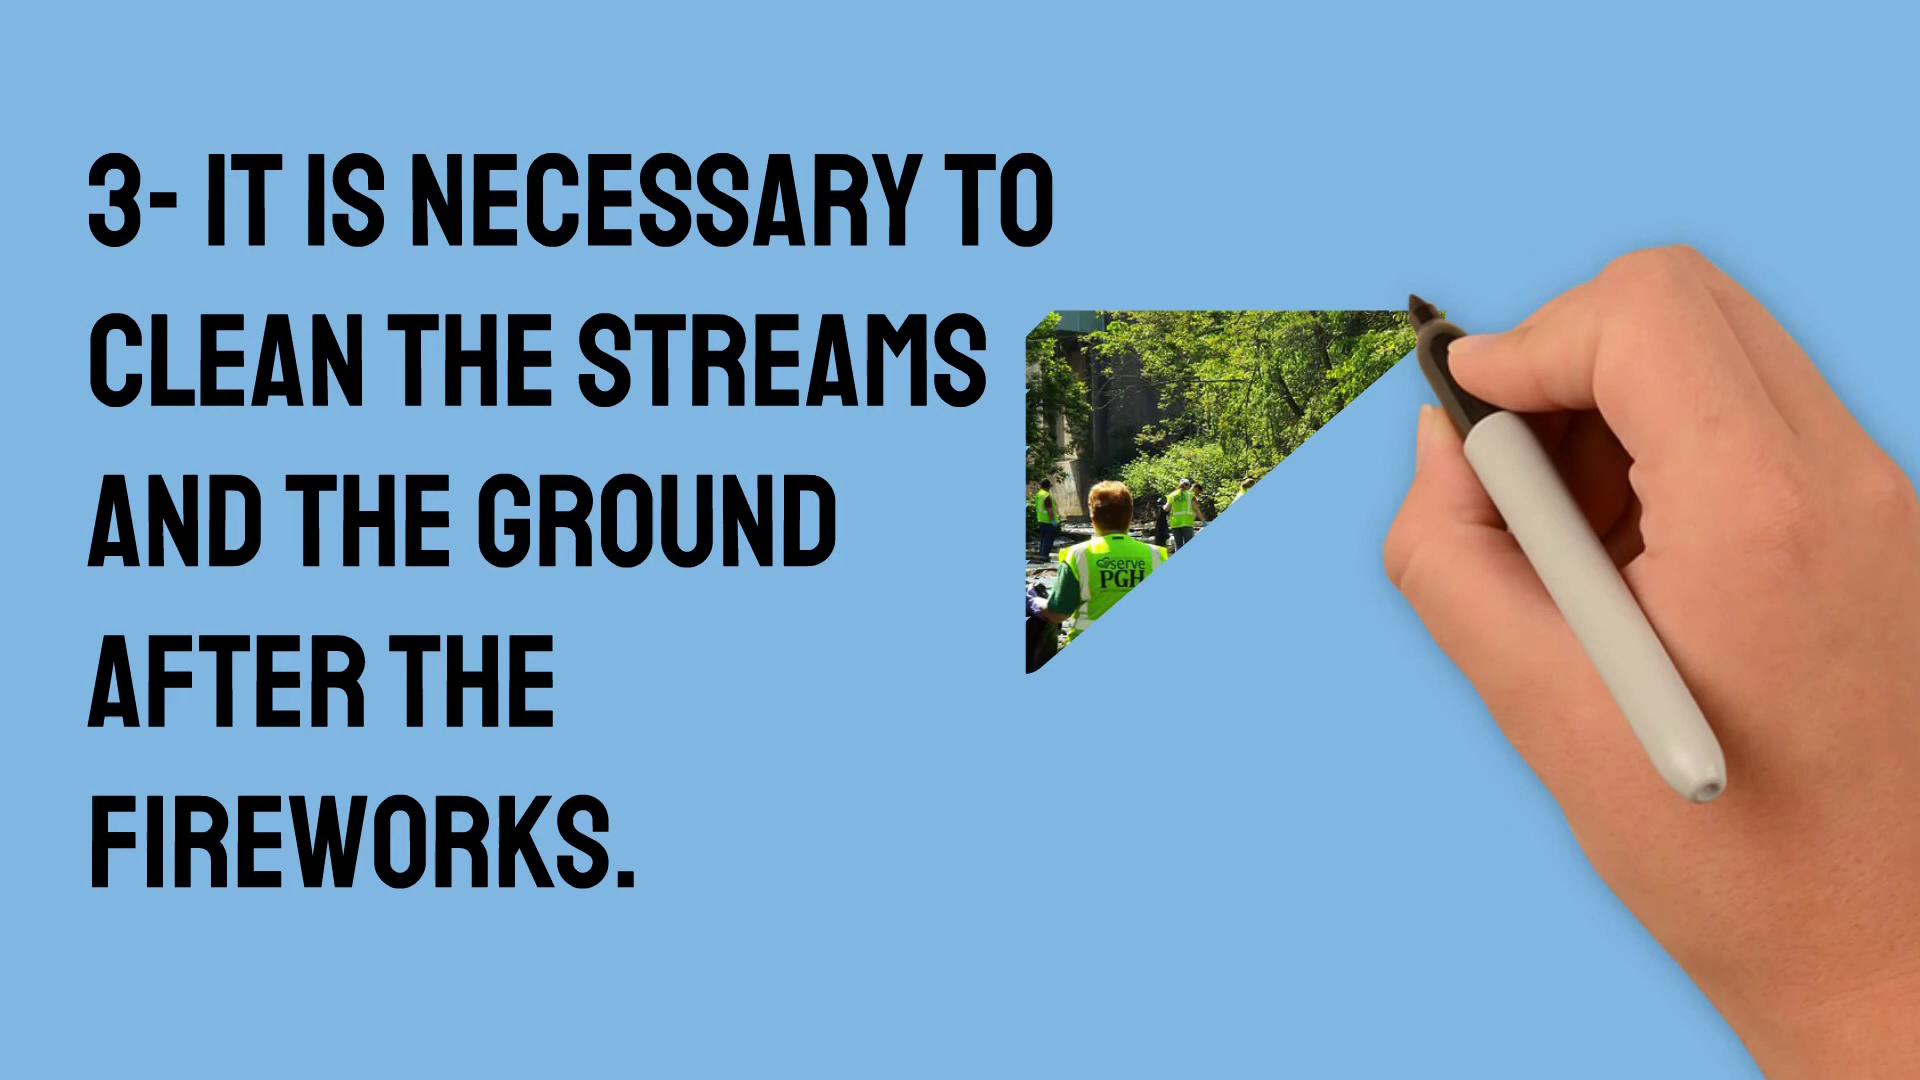 3- IT IS NECESSARY TO
CLEAN THE STREAMS
AND THE GROUND
AFTER THE
FIREWORKS.
serve
PGH